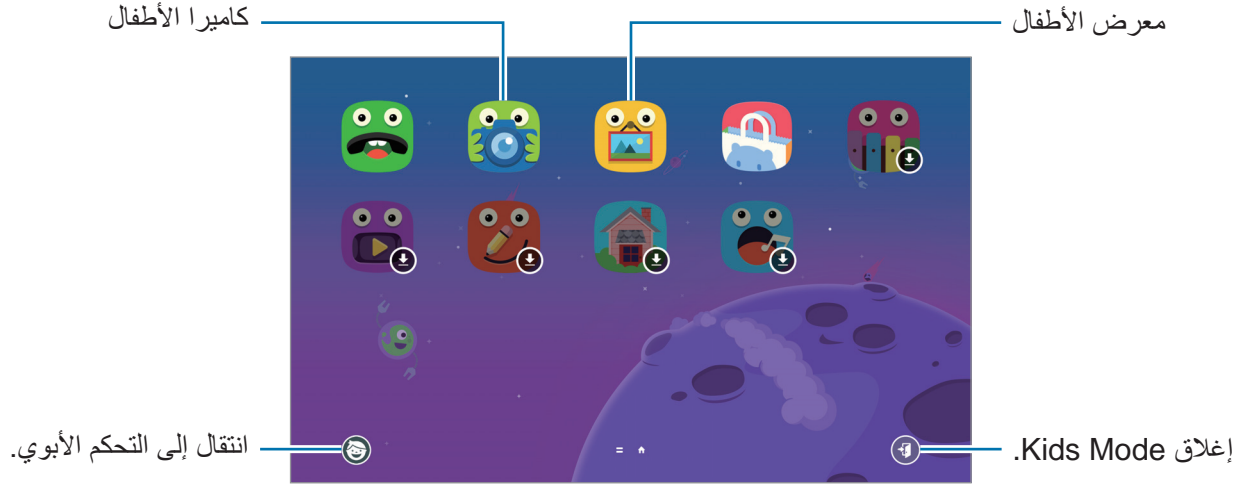 معرض الأطفال
كاميرا الأطفال
إغلاق Kids Mode.
انتقال إلى التحكم الأبوي.